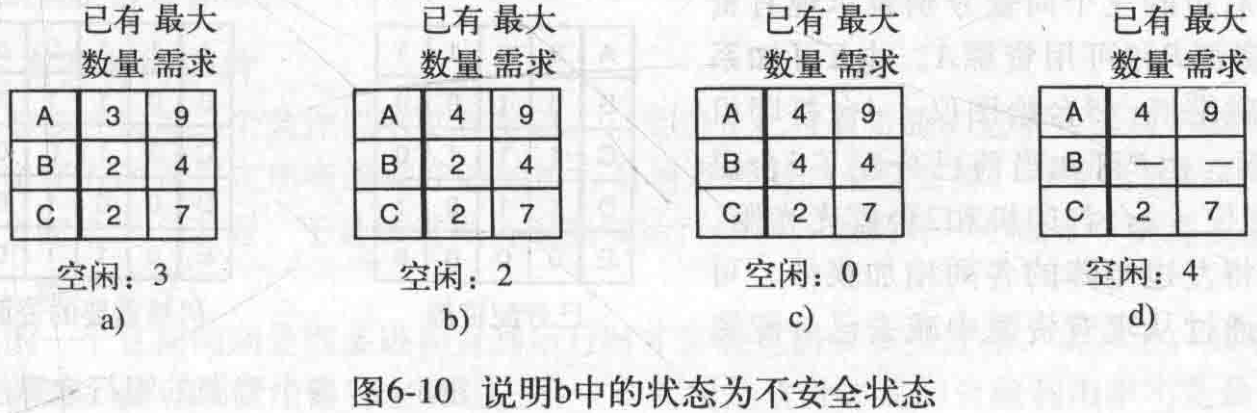 已有 最大 已有 最大 已有 最大 已有 最大
数量 需求 数量 需求 数量 需求 数量 需求
A 3 9 A 4 9 A 4 9 A 4 9
B 2 4 B 2 4 B 4 4 B — —
C 2 7 C 2 7 C 2 7 C 2 7
空闲：3 空闲：2 空闲：0 空闲：4
a) b) c) d)
图6-10 说明b中的状态为不安全状态